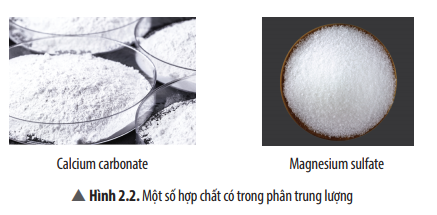 Calcium carbonate
Magnesium sulfate
▲ Hình 2.2. Một số hợp chất có trong phân trung lượng